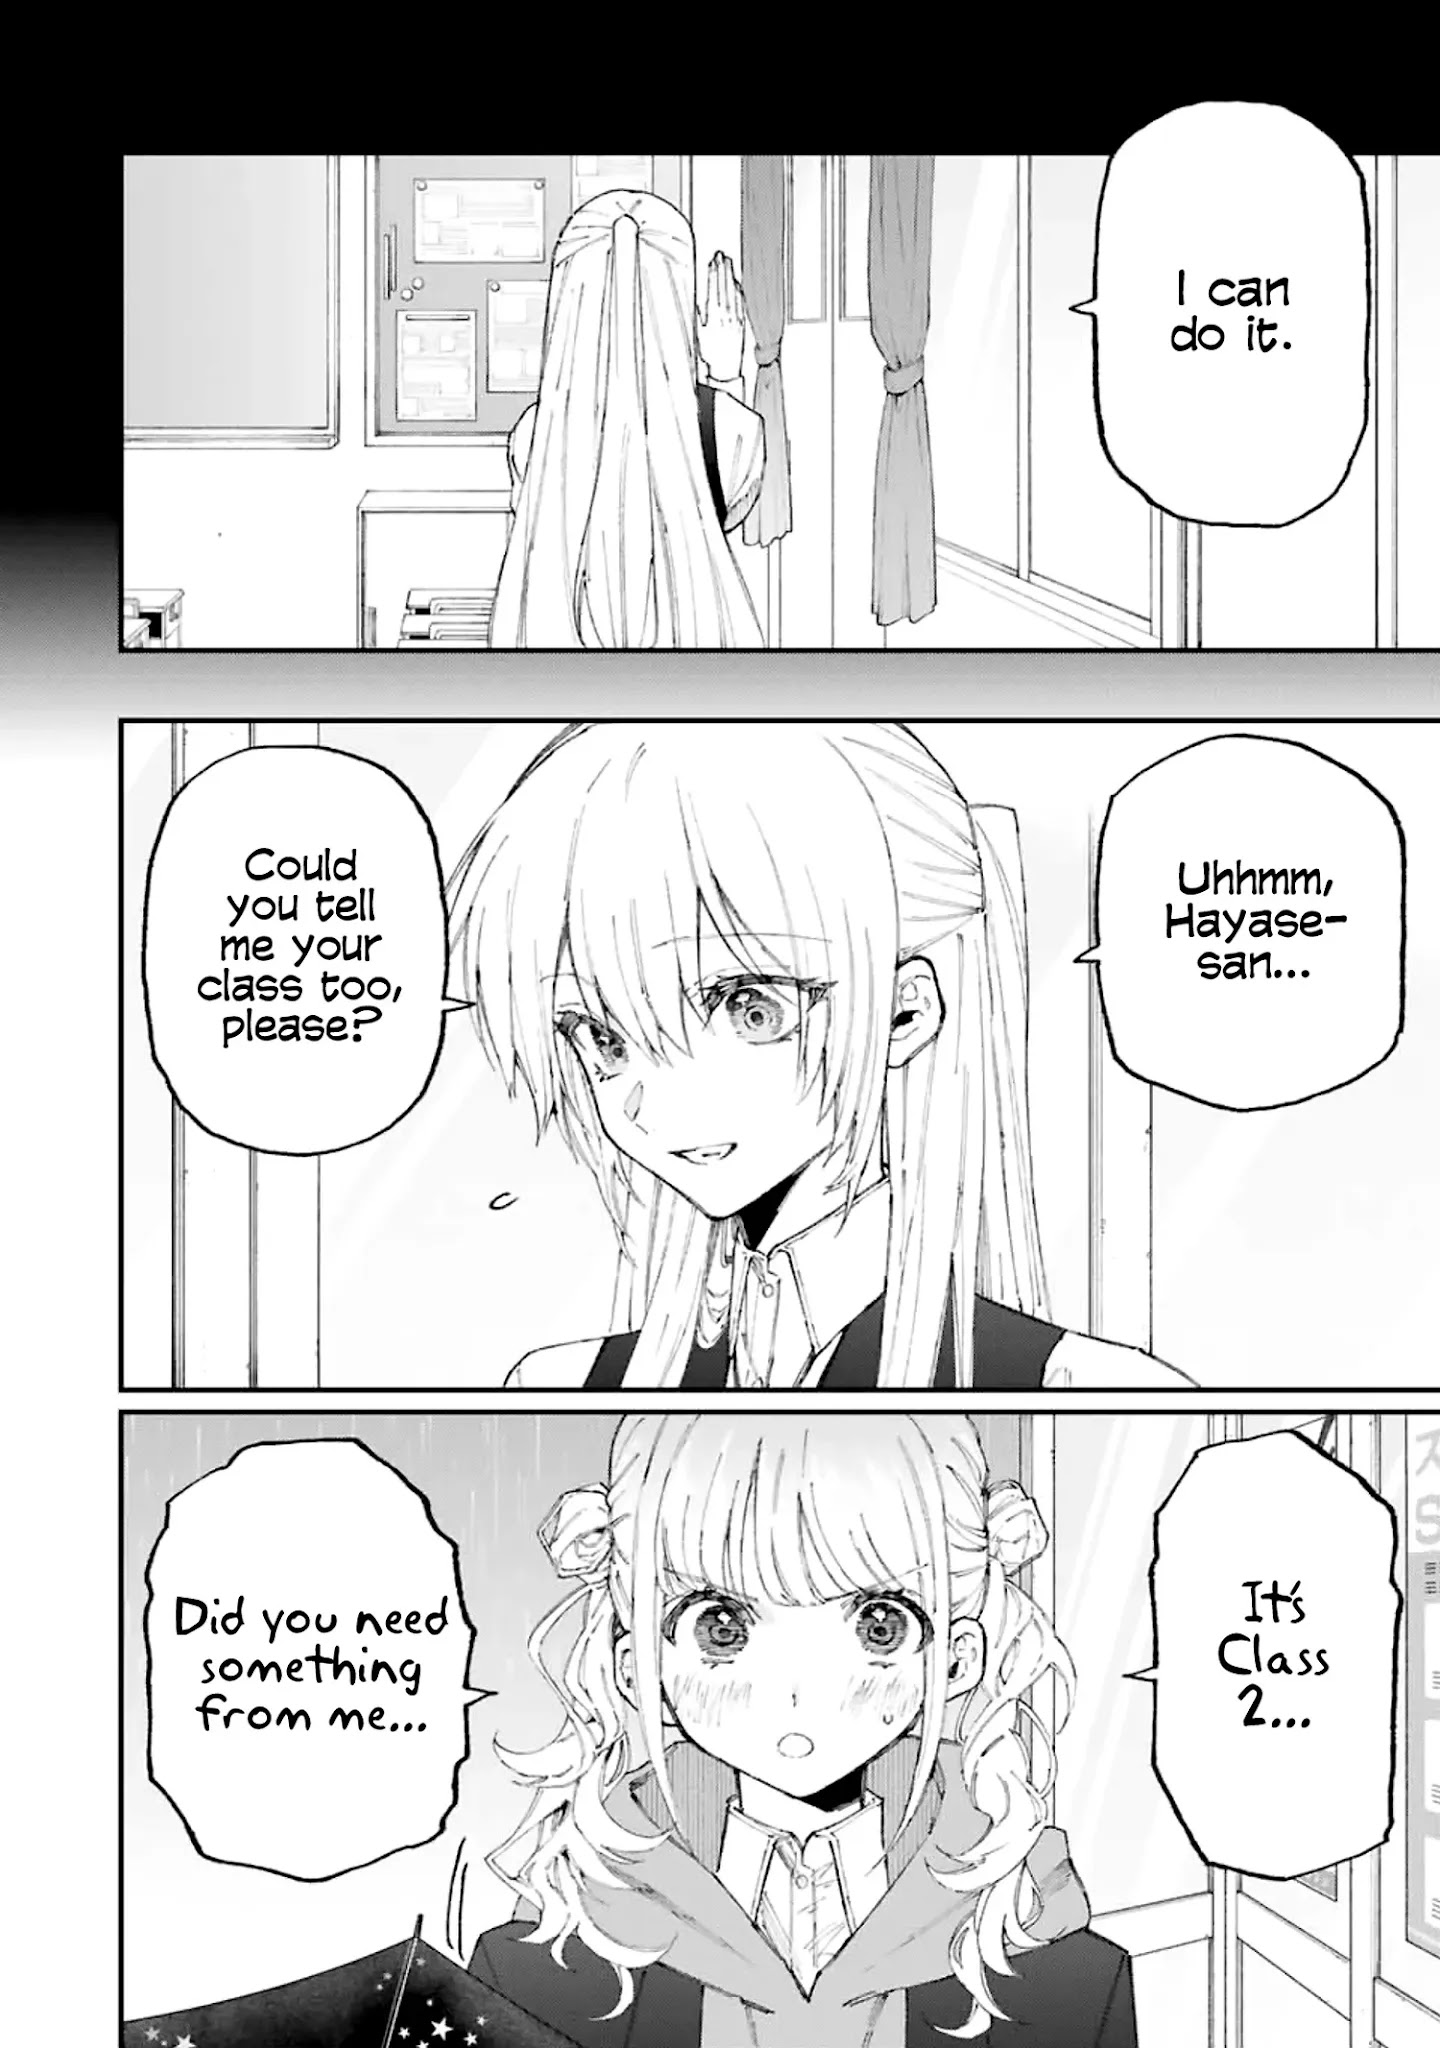 I can
do it.
Uhhmm,
Hayase-
san...
Could
you tell
me your
class too,
please?
It's
Class
2...
Did you need
something
from me...